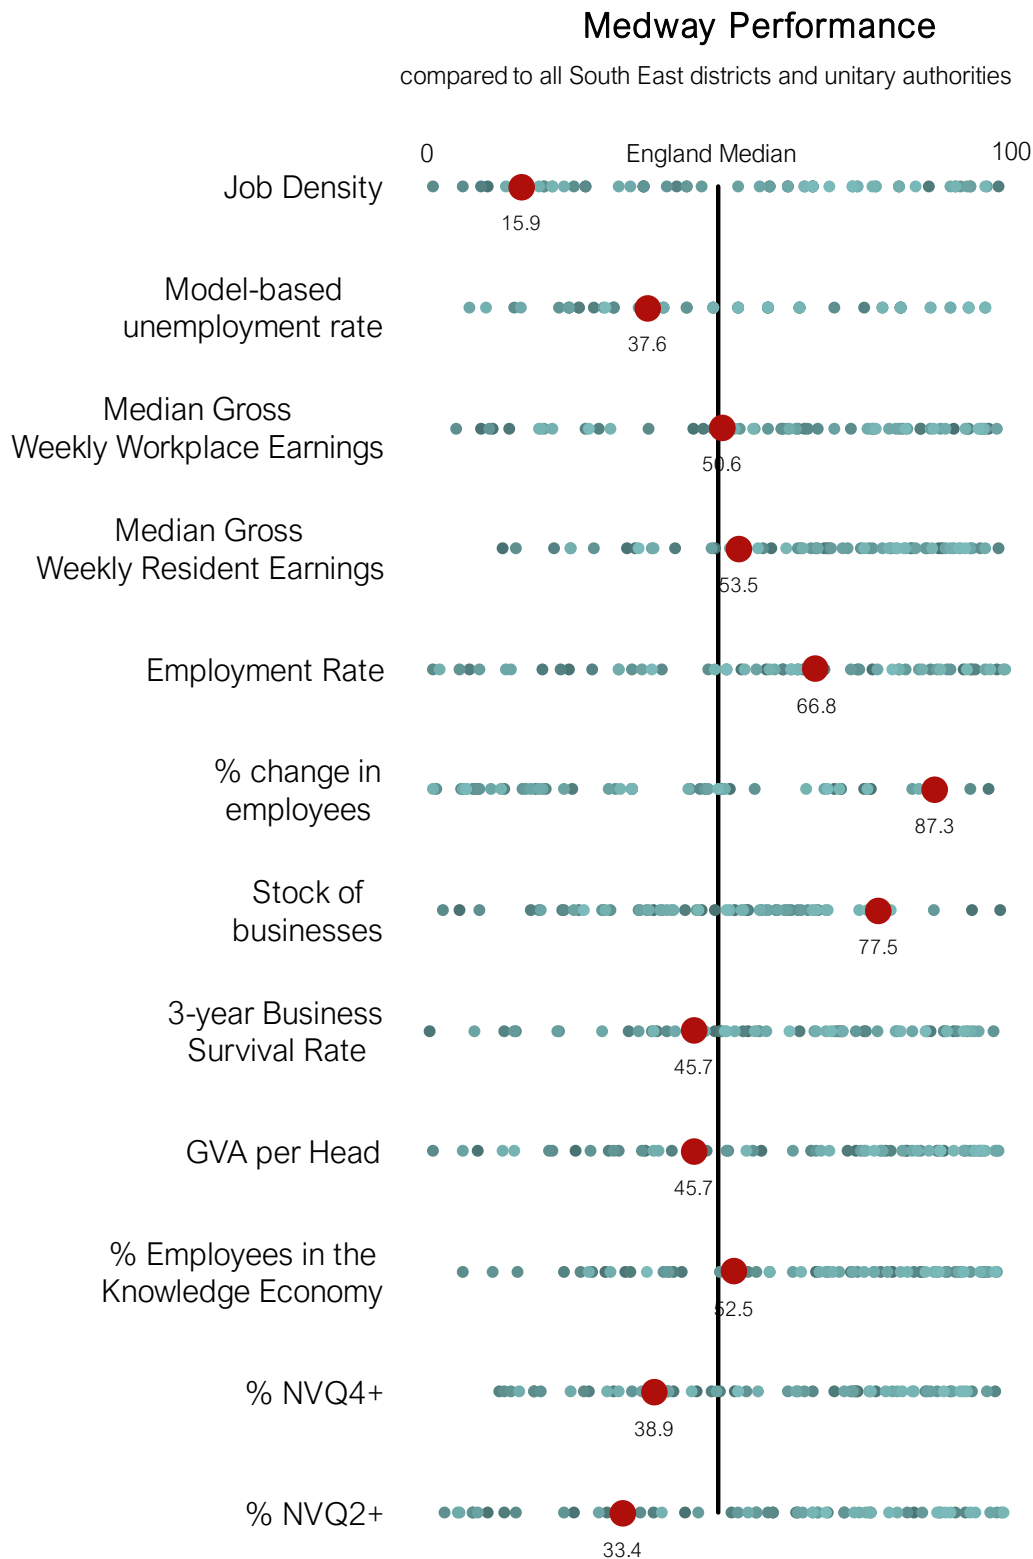 Medway Performance
compared to all South East districts and unitary authorities
0
England Median
100
Job Density
15.9
Model-based
unemployment rate
37.6
Median Gross
Weekly Workplace Earnings
50.6
Median Gross
Weekly Resident Earnings
53.5
Employment Rate
66.8
% change in
employees
87.3
Stock of
businesses
77.5
3-year Business
Survival Rate
45.7
GVA per Head
45.7
% Employees in the
Knowledge Economy
52.5
% NVQ4+
38.9
% NVQ2+
33.4